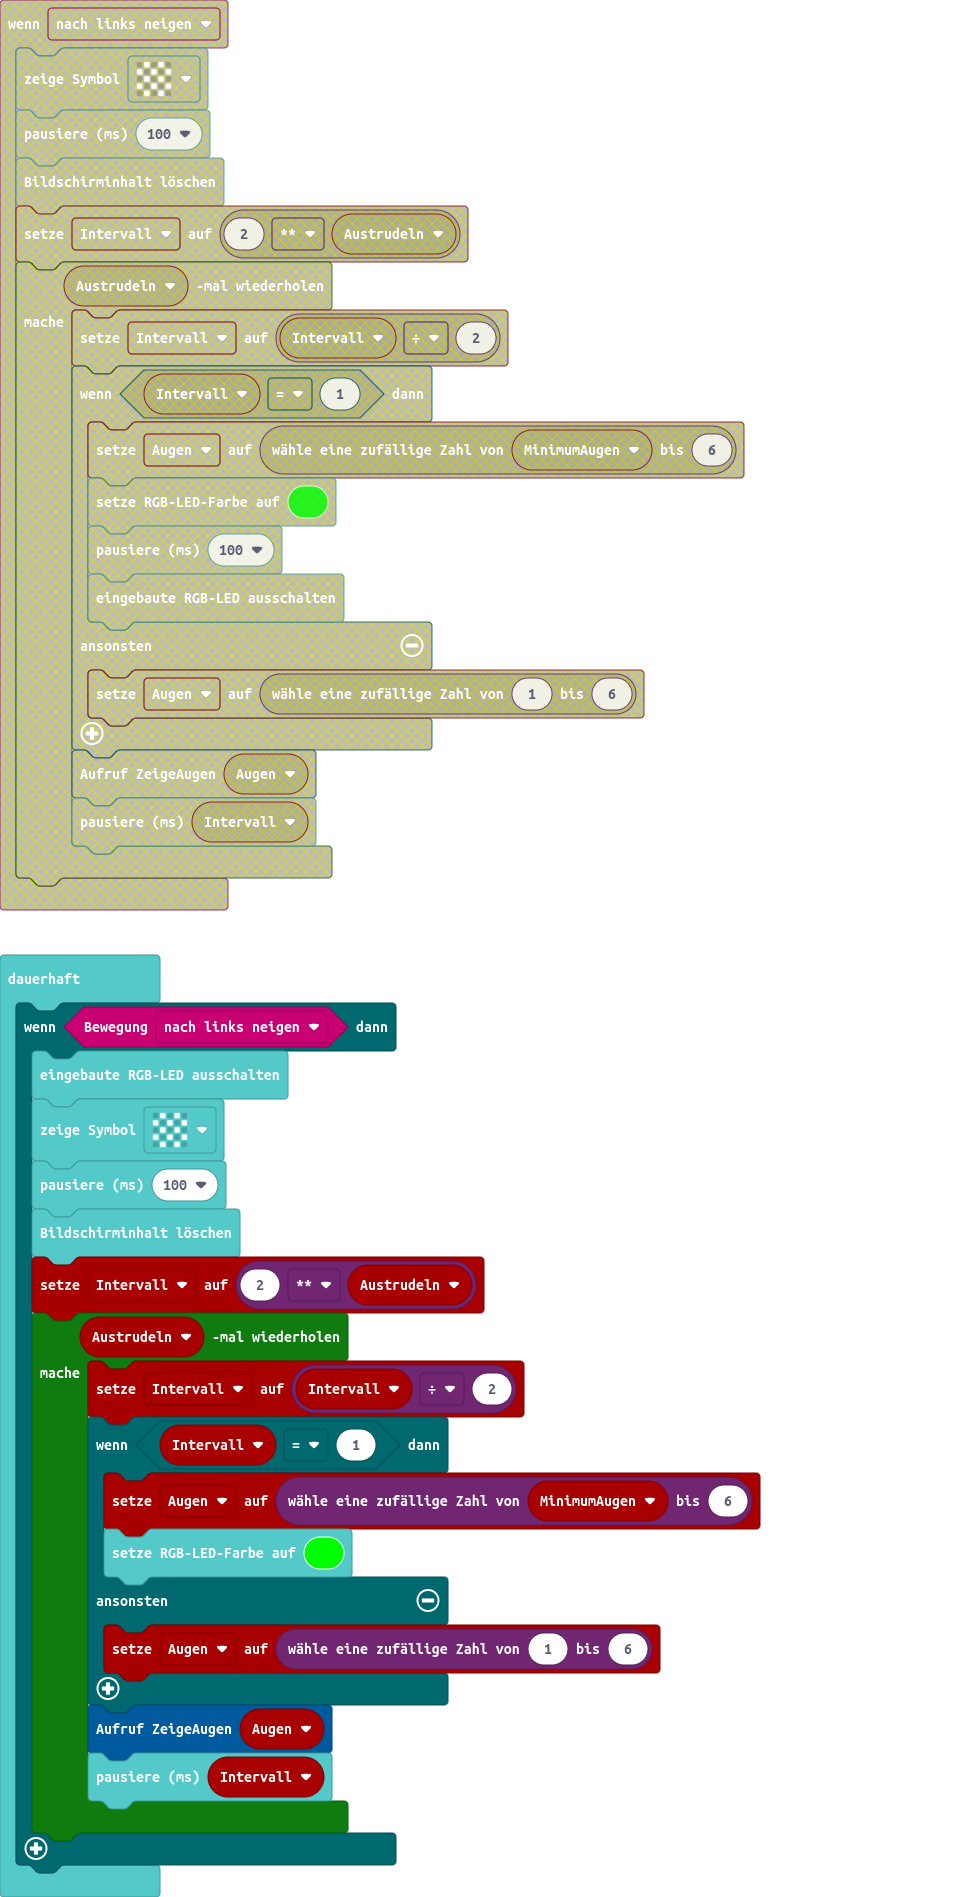 wenn nach links neigen
zeige Symbol
pausiere (ms) 100
Bildschirminhalt löschen
setze Intervall auf 2 ** Austrudeln
Austrudeln -mal wiederholen
mache
setze Intervall auf Intervall ÷ 2
wenn Intervall = 1 dann
setze Augen auf wähle eine zufällige Zahl von MinimumAugen bis 6
setze RGB-LED-Farbe auf
pausiere (ms) 100
eingebaute RGB-LED ausschalten
ansonsten
setze Augen auf wähle eine zufällige Zahl von 1 bis 6
Aufruf ZeigeAugen Augen
pausiere (ms) Intervall
dauerhaft
wenn Bewegung nach links neigen dann
eingebaute RGB-LED ausschalten
zeige Symbol
pausiere (ms) 100
Bildschirminhalt löschen
setze Intervall auf 2 ** Austrudeln
Austrudeln -mal wiederholen
mache
setze Intervall auf Intervall ÷ 2
wenn Intervall = 1 dann
setze Augen auf wähle eine zufällige Zahl von MinimumAugen bis 6
setze RGB-LED-Farbe auf
ansonsten
setze Augen auf wähle eine zufällige Zahl von 1 bis 6
Aufruf ZeigeAugen Augen
pausiere (ms) Intervall